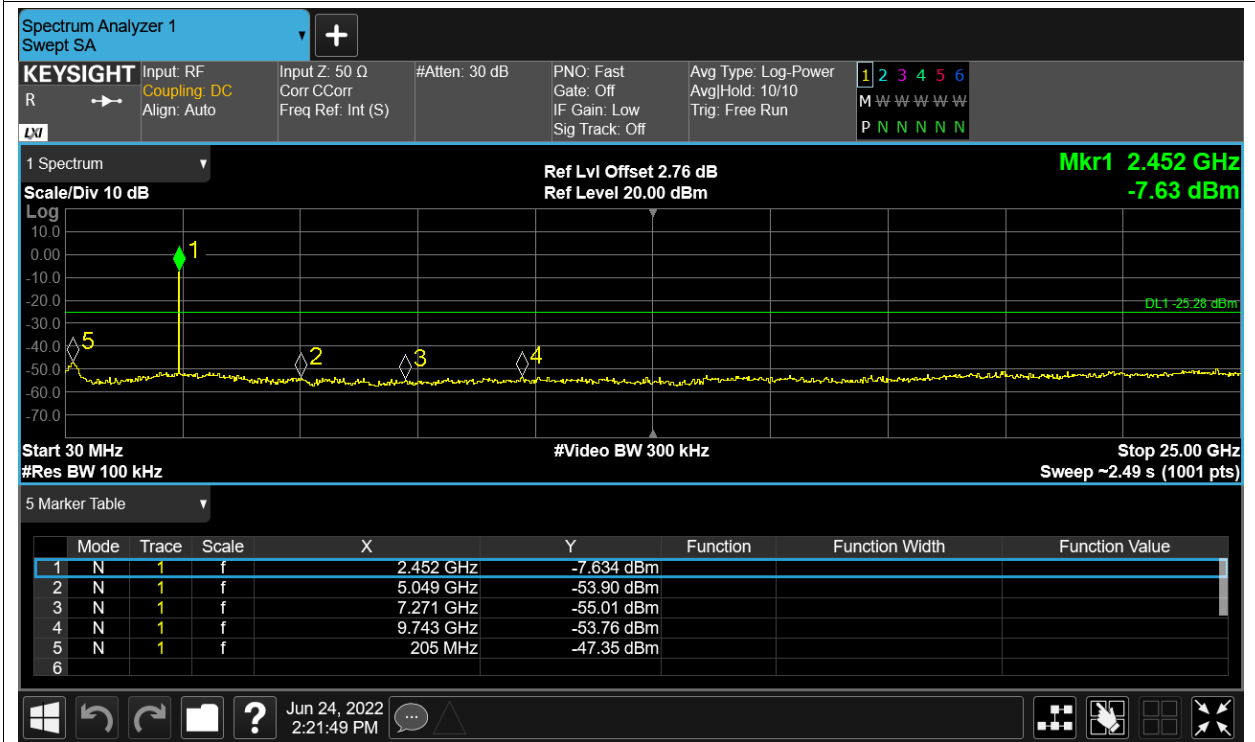 Spectrum Analyzer 1
Swept SA
+
KEYSIGHT Input: RF Input Z: 50 Ω #Atten: 30 dB PNO: Fast Avg Type: Log-Power 1 2 3 4 5 6
R Coupling: DC Corr CCorr Gate: Off Avg|Hold: 10/10 M W W W W W
Align: Auto Freq Ref: Int (S) IF Gain: Low Trig: Free Run
LXI Sig Track: Off P N N N N N
1 Spectrum Ref Lvl Offset 2.76 dB Mkr1 2.452 GHz
Scale/Div 10 dB Ref Level 20.00 dBm -7.63 dBm
Log
10.0
0.00 1
-10.0
-20.0 DL1 -25.28 dBm
-30.0
-40.0 5 2 3 4
-50.0
-60.0
-70.0
Start 30 MHz #Video BW 300 kHz Stop 25.00 GHz
#Res BW 100 kHz Sweep ~2.49 s (1001 pts)
5 Marker Table
Mode Trace Scale X Y Function Function Width Function Value
1 N 1 f 2.452 GHz -7.634 dBm
2 N 1 f 5.049 GHz -53.90 dBm
3 N 1 f 7.271 GHz -55.01 dBm
4 N 1 f 9.743 GHz -53.76 dBm
5 N 1 f 205 MHz -47.35 dBm
6
? Jun 24, 2022
2:21:49 PM